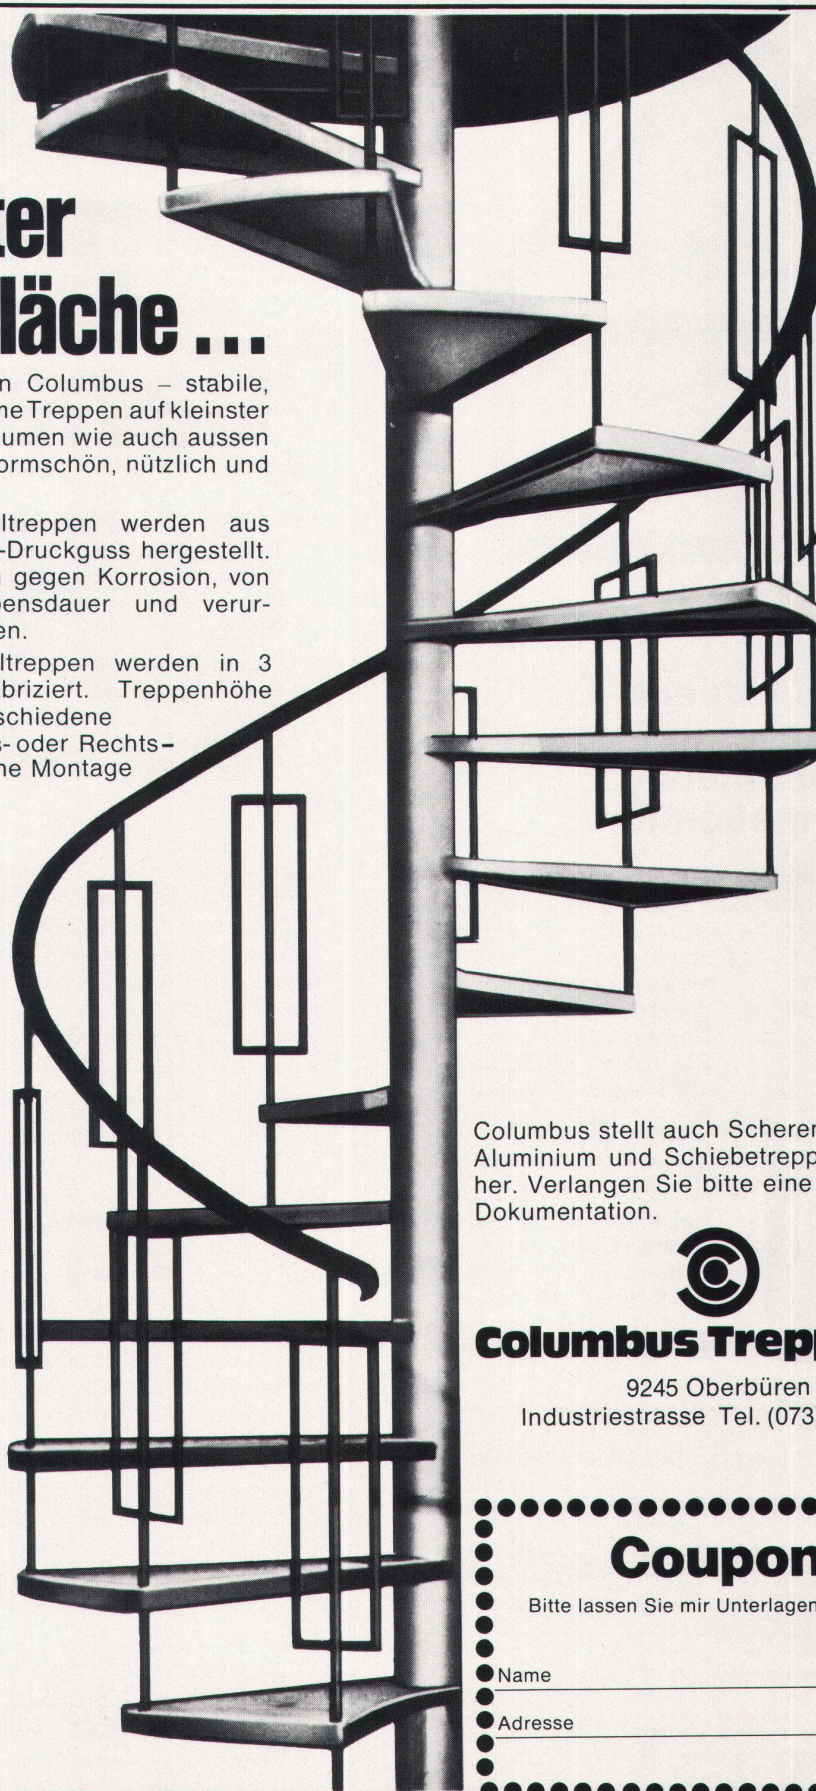 ter
läche...
n Columbus – stabile,
ne Treppen auf kleinster
umen wie auch aussen
ormschön, nützlich und
ltreppen werden aus
-Druckguss hergestellt.
gegen Korrosion, von
bensdauer und verur-
en.
ltreppen werden in 3
briziert. Treppenhöhe
schiedene
s- oder Rechts-
he Montage
Columbus stellt auch Scheren
Aluminium und Schiebetrepp
her. Verlangen Sie bitte eine
Dokumentation.
Columbus Trepp
9245 Oberbüren
Industriestrasse Tel. (073
Coupon
Bitte lassen Sie mir Unterlagen
Name
Adresse